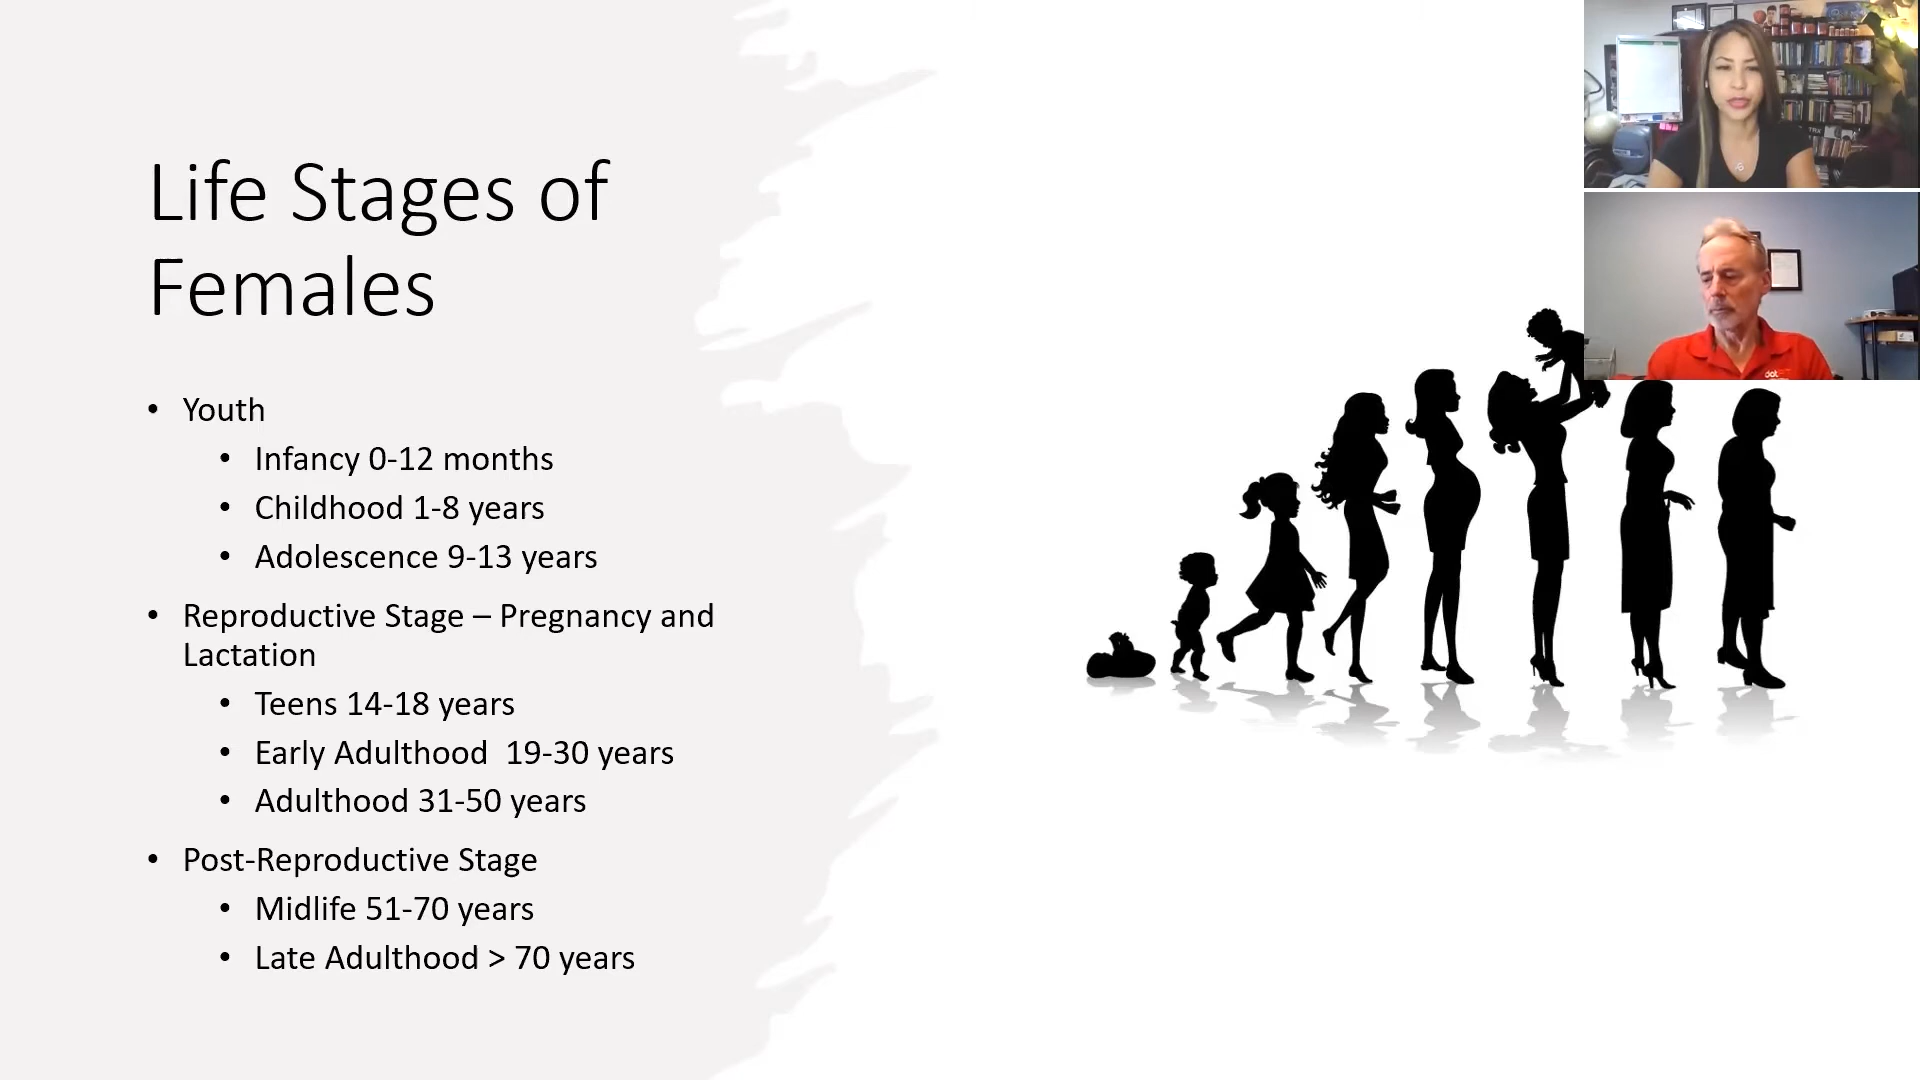 Life Stages of
Females
• Youth
• Infancy 0-12 months
• Childhood 1-8 years
• Adolescence 9-13 years
• Reproductive Stage – Pregnancy and
Lactation
• Teens 14-18 years
• Early Adulthood  19-30 years
• Adulthood 31-50 years
• Post-Reproductive Stage
• Midlife 51-70 years
• Late Adulthood > 70 years
TRX